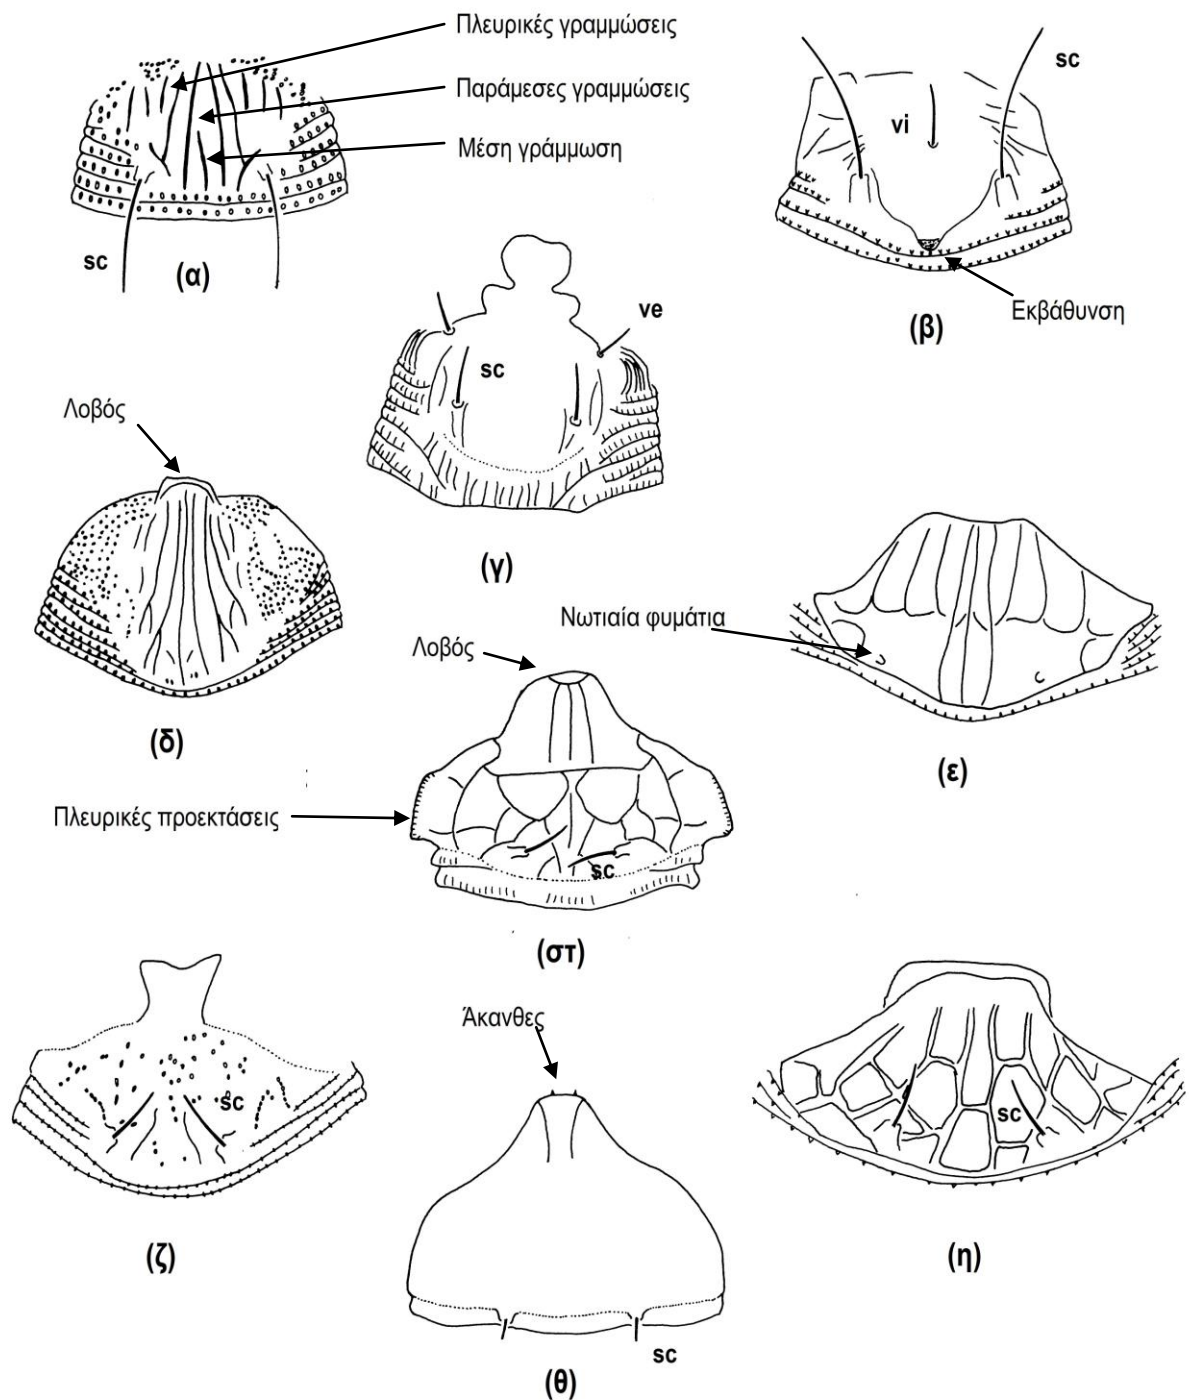 Πλευρικές γραμμώσεις
Παράμεσες γραμμώσεις
Μέση γράμμωση
sc
(α)
sc
vi
Εκβάθυνση
(β)
ve
sc
(γ)
Λοβός
(δ)
Νωτιαία φυμάτια
(ε)
Λοβός
Πλευρικές προεκτάσεις
sc
(στ)
sc
(ζ)
Άκανθες
sc
(θ)
sc
(η)